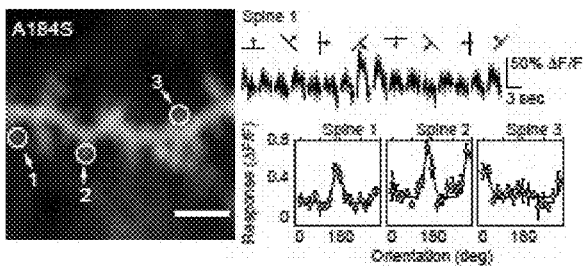 A184S
1
2
3
Spine 1
50% ΔF/F
3 sec
Response (ΔF/F)
0.8
0.4
0
Spine 1
Spine 2
Spine 3
0 180
0 180
0 180
Orientation (deg)